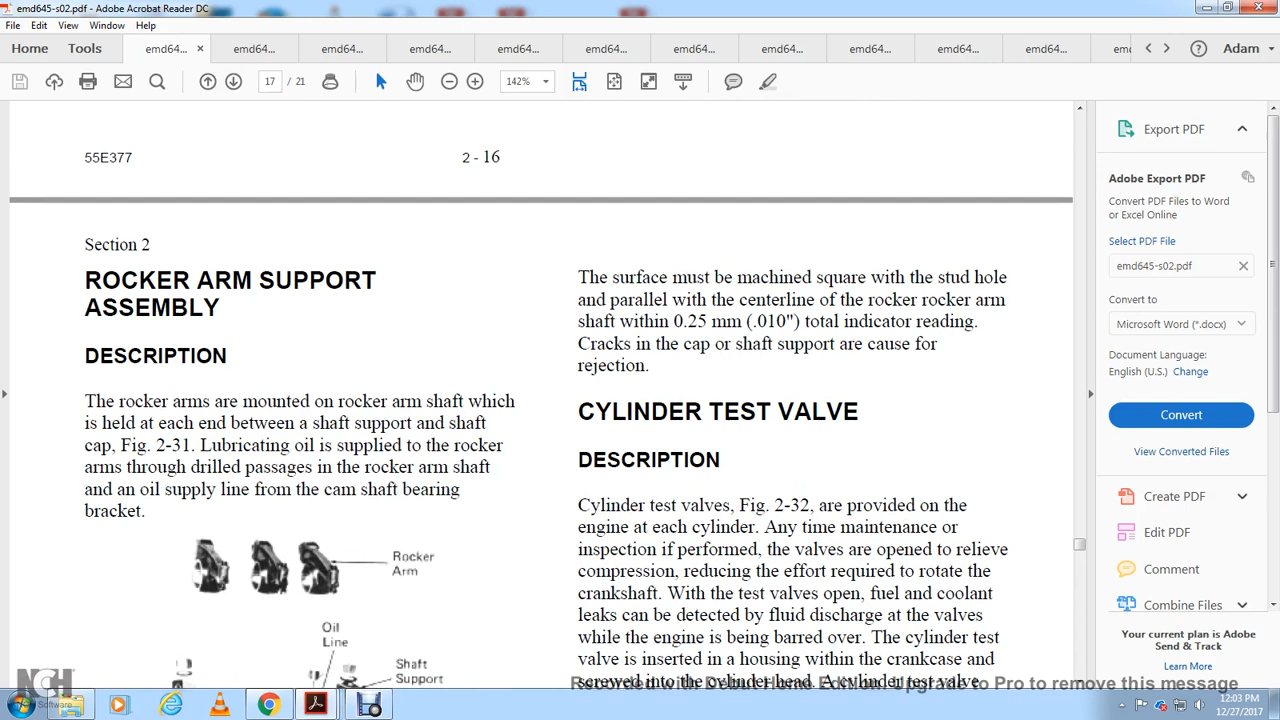 emd645-s02.pdf - Adobe Acrobat Reader DC
File Edit View Window Help
Home Tools emd64... × emd64... emd64... emd64... emd64... emd64... emd64... emd64... emd64... emd64... emd64... Adam
17 / 21 142%
55E377 2 - 16
Section 2
ROCKER ARM SUPPORT
ASSEMBLY
DESCRIPTION
The rocker arms are mounted on rocker arm shaft which
is held at each end between a shaft support and shaft
cap, Fig. 2-31. Lubricating oil is supplied to the rocker
arms through drilled passages in the rocker arm shaft
and an oil supply line from the cam shaft bearing
bracket.
Rocker
Arm
Oil
Line
Shaft
Support
The surface must be machined square with the stud hole
and parallel with the centerline of the rocker rocker arm
shaft within 0.25 mm (.010") total indicator reading.
Cracks in the cap or shaft support are cause for
rejection.
CYLINDER TEST VALVE
DESCRIPTION
Cylinder test valves, Fig. 2-32, are provided on the
engine at each cylinder. Any time maintenance or
inspection if performed, the valves are opened to relieve
compression, reducing the effort required to rotate the
crankshaft. With the test valves open, fuel and coolant
leaks can be detected by fluid discharge at the valves
while the engine is being barred over. The cylinder test
valve is inserted in a housing within the crankcase and
screwed into the cylinder head. A cylinder test valve
Export PDF
Adobe Export PDF
Convert PDF Files to Word
or Excel Online
Select PDF File
emd645-s02.pdf
Convert to
Microsoft Word (*.docx)
Document Language:
English (U.S.) Change
Convert
View Converted Files
Create PDF
Edit PDF
Comment
Combine Files
Your current plan is Adobe
Send & Track
Learn More
NCH
Software
to Pro to remove this message
12:03 PM
12/27/2017